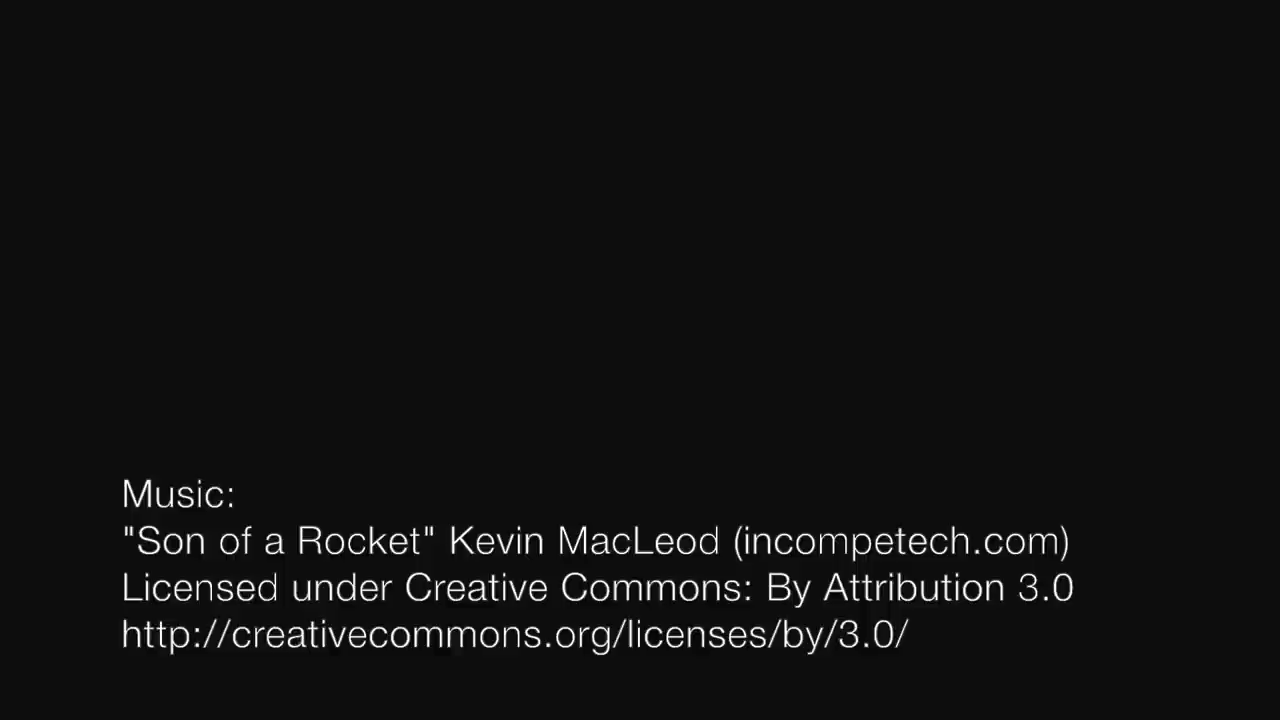 Music:
"Son of a Rocket" Kevin MacLeod (incompetech.com)
Licensed under Creative Commons: By Attribution 3.0
http://creativecommons.org/licenses/by/3.0/